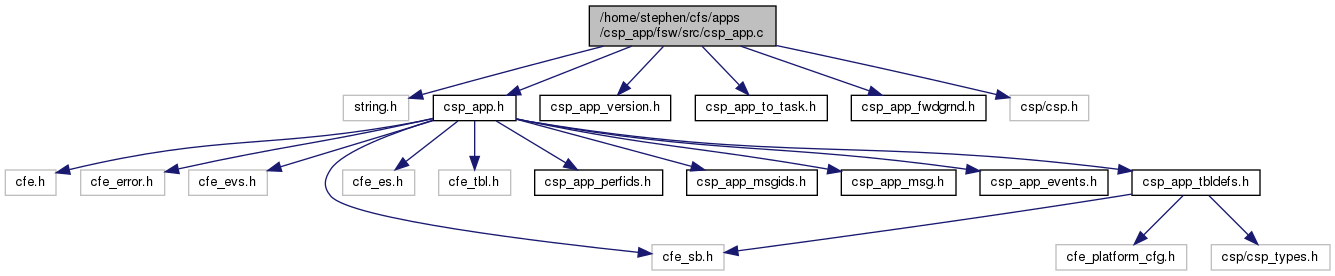 /home/stephen/cfs/apps
/csp_app/fsw/src/csp_app.c
string.h
csp_app.h
csp_app_version.h
csp_app_to_task.h
csp_app_fwdgrnd.h
csp/csp.h
cfe.h
cfe_error.h
cfe_evs.h
cfe_es.h
cfe_tbl.h
csp_app_perfids.h
csp_app_msgids.h
csp_app_msg.h
csp_app_events.h
csp_app_tbldefs.h
cfe_sb.h
cfe_platform_cfg.h
csp/csp_types.h